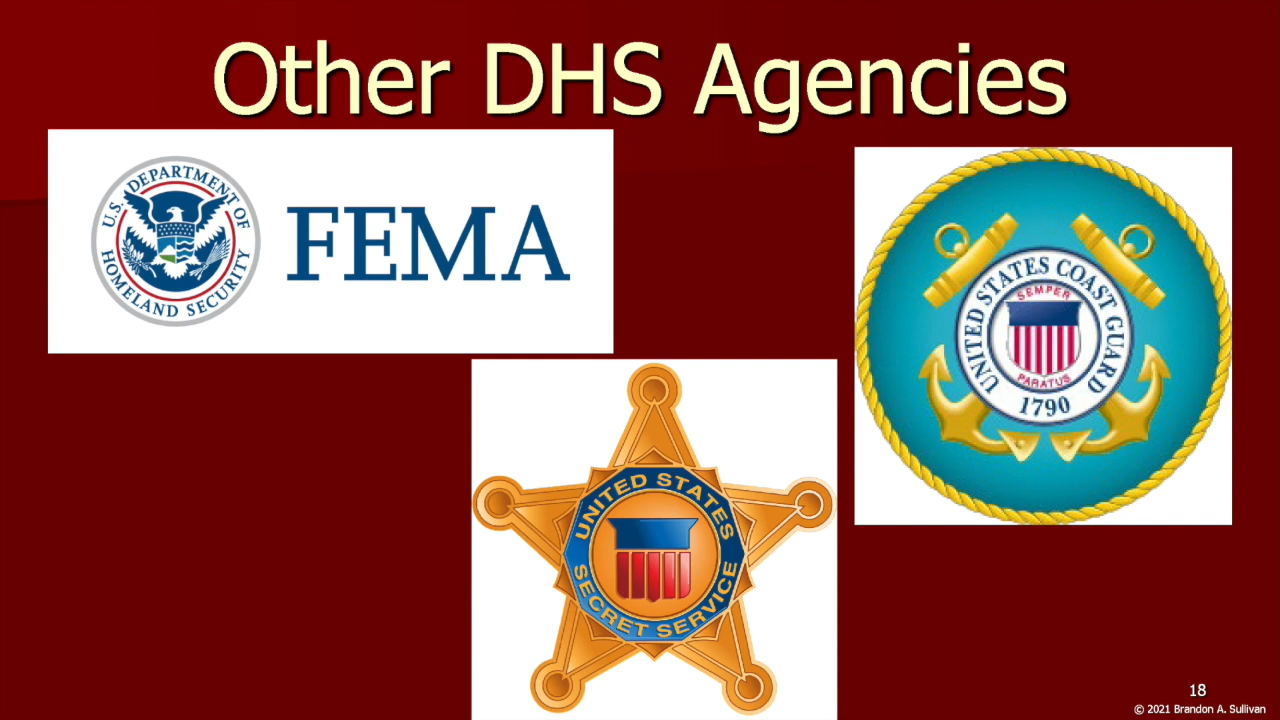 Other DHS Agencies
U.S. DEPARTMENT OF
HOMELAND SECURITY
FEMA
UNITED STATES COAST GUARD
SEMPER
PARATUS
1790
UNITED STATES
SECRET SERVICE
18
© 2021 Brandon A. Sullivan